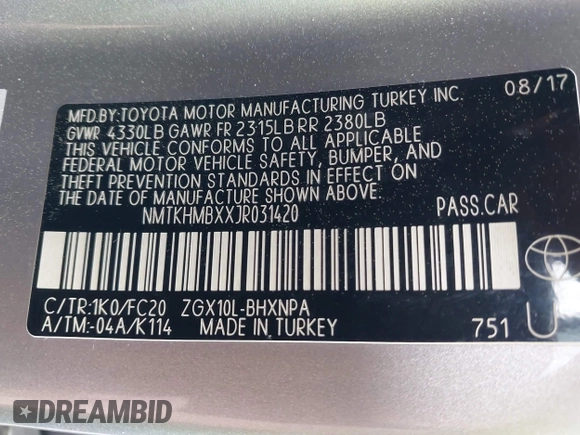 MFD.BY:TOYOTA MOTOR MANUFACTURING TURKEY INC. 08/17
GVWR 4330LB GAWR FR 2315LB RR 2380LB
THIS VEHICLE CONFORMS TO ALL APPLICABLE
FEDERAL MOTOR VEHICLE SAFETY, BUMPER, AND
THEFT PREVENTION STANDARDS IN EFFECT ON
THE DATE OF MANUFACTURE SHOWN ABOVE.
NMTKHMBXXJR031420 PASS.CAR
C/TR:1K0/FC20 ZGX10L-BHXNPA
A/TM:-04A/K114 MADE IN TURKEY 751 U
DREAMBID